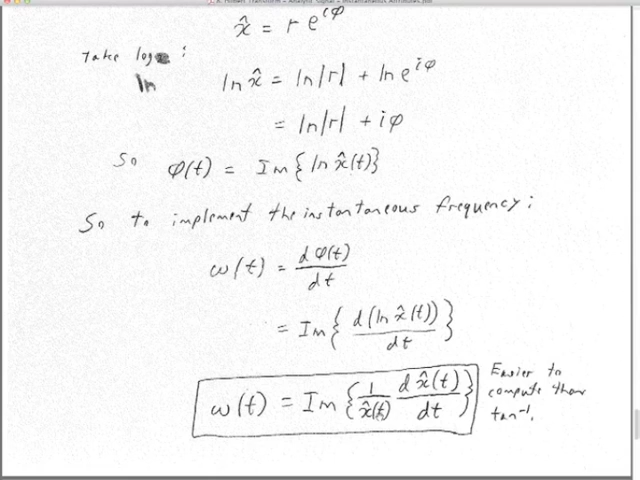 x̂ = r e^{iφ}
Take log e:
ln
ln x̂ = ln|r| + ln e^{iφ}
= ln|r| + iφ
So φ(t) = Im{ln x̂(t)}
So to implement the instantaneous frequency:
ω(t) = dφ(t)/dt
= Im{d(ln x̂(t))/dt}
ω(t) = Im{1/x̂(t) dx̂(t)/dt}
Easier to
compute than
tan⁻¹.